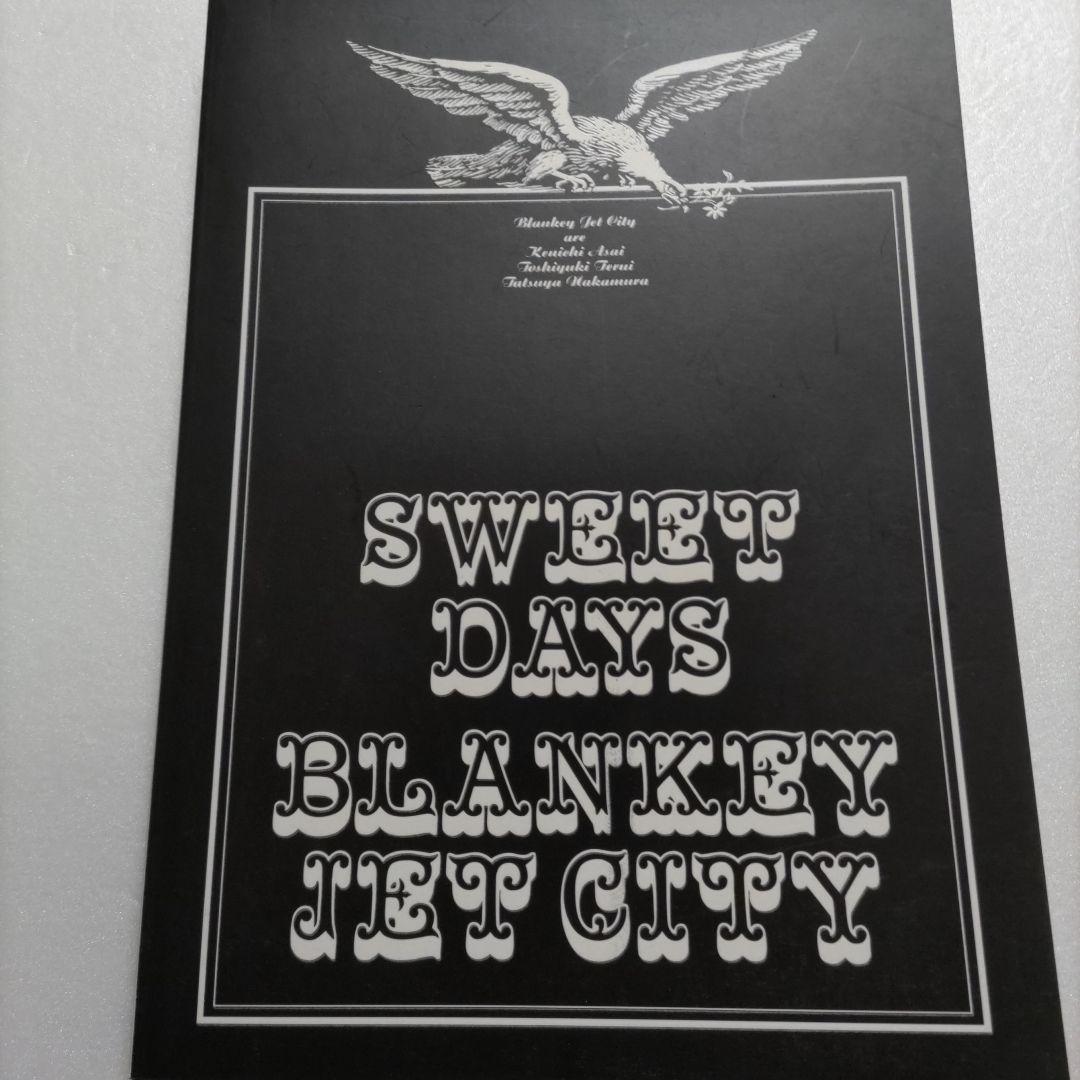 Blankey Jet City
are
Kenichi Asai
Toshiyuki Terui
Tatsuya Nakamura
SWEET
DAYS
BLANKEY
JET CITY